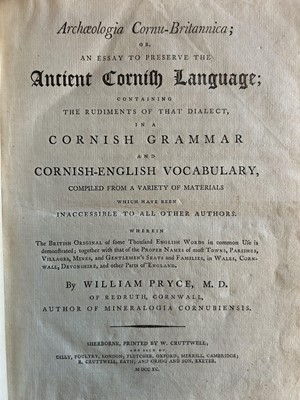 Archæologia Cornu-Britannica;
OR,
AN ESSAY TO PRESERVE THE
Ancient Cornish Language;
CONTAINING
THE RUDIMENTS OF THAT DIALECT,
IN A
CORNISH GRAMMAR
AND
CORNISH-ENGLISH VOCABULARY,
COMPILED FROM A VARIETY OF MATERIALS
WHICH HAVE BEEN
INACCESSIBLE TO ALL OTHER AUTHORS.
WHEREIN
The BRITISH ORIGINAL of some Thousand ENGLISH WORDS in common Use is
demonstrated; together with that of the PROPER NAMES of most TOWNS, PARISHES,
VILLAGES, MINES, and GENTLEMEN'S SEATS and FAMILIES, in WALES, CORN-
WALL, DEVONSHIRE, and other Parts of ENGLAND.
By WILLIAM PRYCE, M. D.
OF REDRUTH, CORNWALL,
AUTHOR OF MINERALOGIA CORNUBIENSIS.
SHERBORNE, PRINTED BY W. CRUTTWELL;
AND SOLD BY
DILLY, POULTRY, LONDON; FLETCHER, OXFORD; MERRILL, CAMBRIDGE;
R. CRUTTWELL, BATH; AND GRIGG AND SON, EXETER.
M DCC XC.